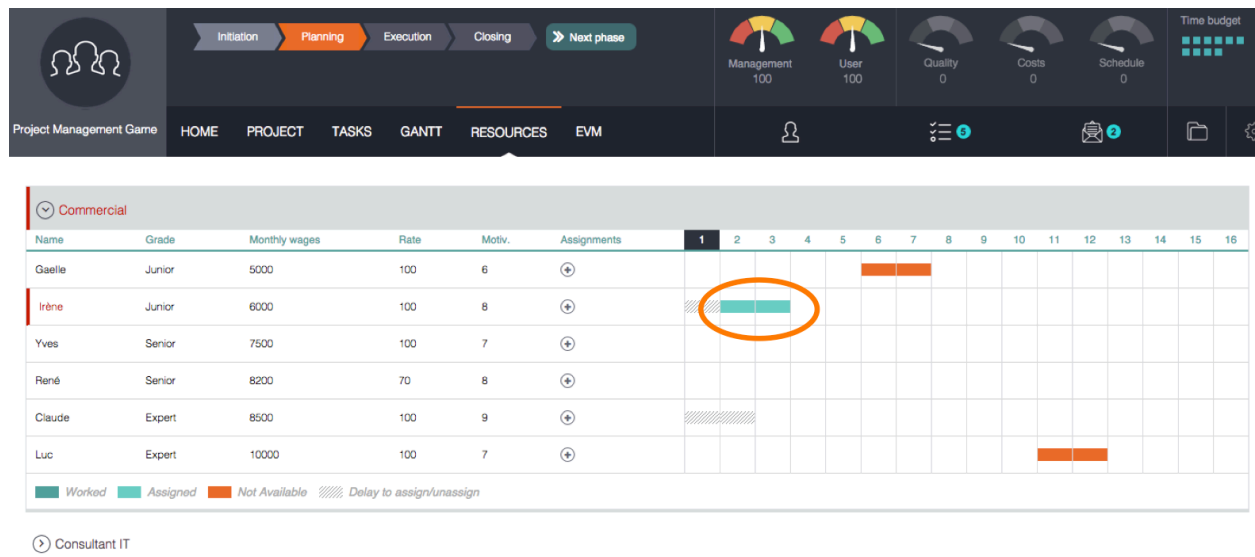 Initiation Planning Execution Closing Next phase
Management
100
User
100
Quality
0
Costs
0
Schedule
0
Time budget
Project Management Game
HOME PROJECT TASKS GANTT RESOURCES EVM
5
2
Commercial
Name Grade Monthly wages Rate Motiv. Assignments 1 2 3 4 5 6 7 8 9 10 11 12 13 14 15 16
Gaelle Junior 5000 100 6
Irène Junior 6000 100 8
Yves Senior 7500 100 7
René Senior 8200 70 8
Claude Expert 8500 100 9
Luc Expert 10000 100 7
Worked Assigned Not Available Delay to assign/unassign
Consultant IT